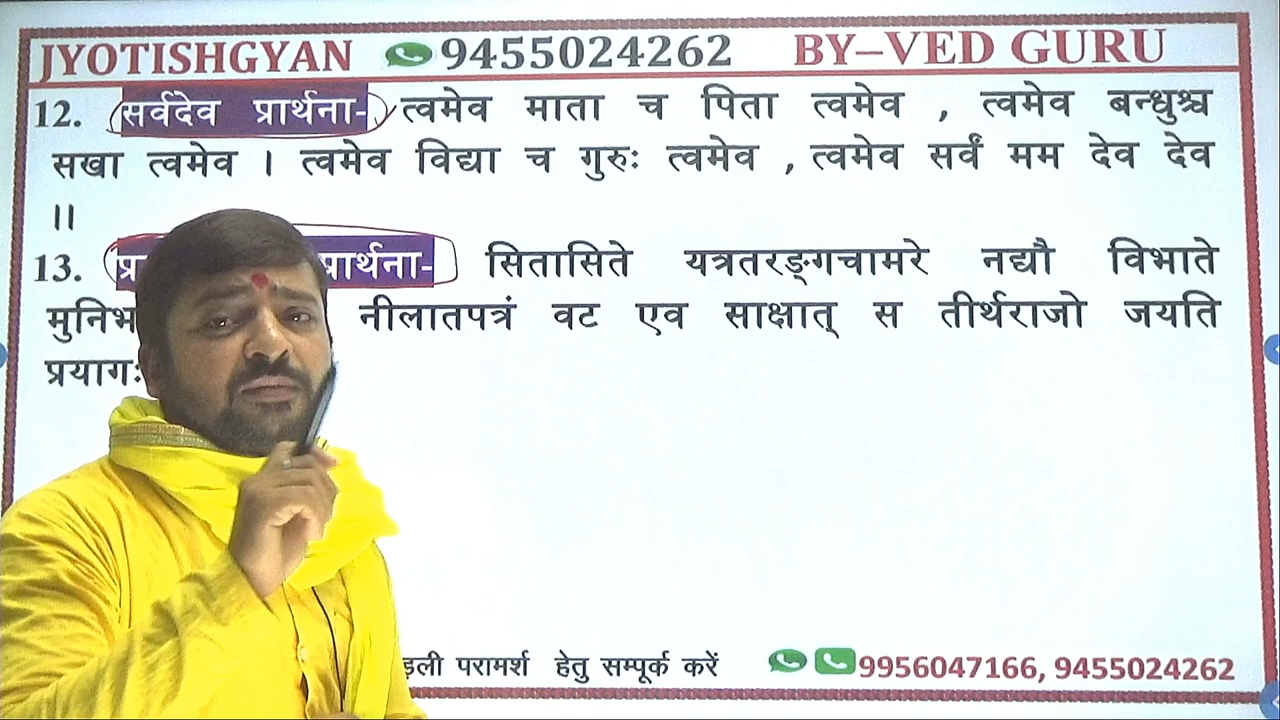 JYOTISHGYAN 9455024262 BY–VED GURU
12. सर्वदेव प्रार्थना- त्वमेव माता च पिता त्वमेव , त्वमेव बन्धुश्च
सखा त्वमेव । त्वमेव विद्या च गुरुः त्वमेव , त्वमेव सर्वं मम देव देव
।।
13. प्रार्थना- सितासिते यत्रतरङ्गचामरे नद्यौ विभाते
नीलातपत्रं वट एव साक्षात् स तीर्थराजो जयति
प्रयागः
परामर्श हेतु सम्पूर्क करें 9956047166, 9455024262